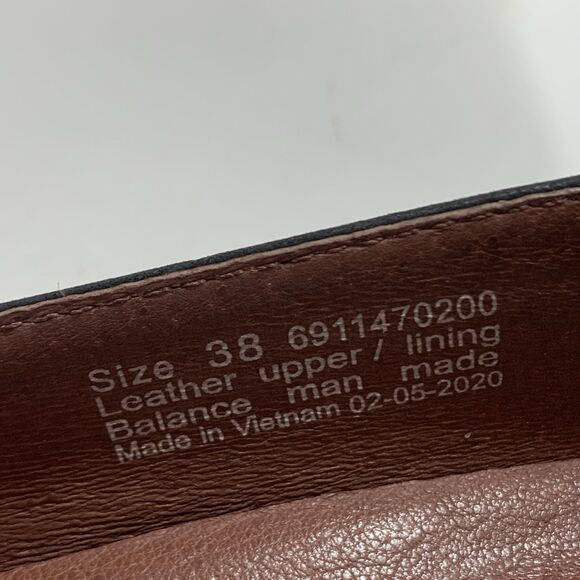 Size 38 6911470200
Leather upper / lining
Balance man made
Made in Vietnam 02-05-2020